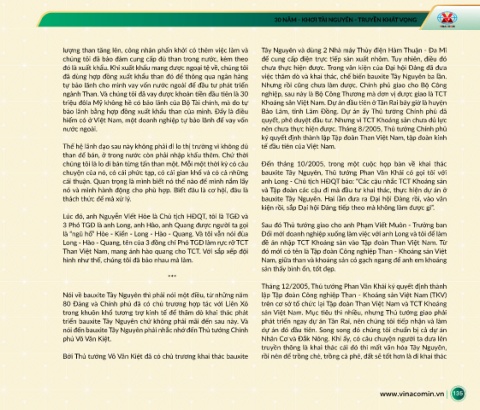 30 NĂM - KHƠI TÀI NGUYÊN - TRUYỀN KHÁT VỌNG
lượng than tăng lên, công nhân phấn khởi có thêm việc làm và
chúng tôi đã bảo đảm cung cấp đủ than trong nước, kèm theo
đó là xuất khẩu. Khi xuất khẩu mang được ngoại tệ về, chúng tôi
đã dùng hợp đồng xuất khẩu than đó để thông qua ngân hàng
tự bảo lãnh cho mình vay vốn nước ngoài để đầu tư phát triển
ngành Than. Và chúng tôi đã vay được khoản tiền đầu tiên là 30
triệu đôla Mỹ không hề có bảo lãnh của Bộ Tài chính, mà do tự
bảo lãnh bằng hợp đồng xuất khẩu than của mình. Đấy là điều
hiếm có ở Việt Nam, một doanh nghiệp tự bảo lãnh để vay vốn
nước ngoài.
Thế hệ lãnh đạo sau này không phải đi lo thị trường vì không dù
than để bán, ở trong nước còn phải nhập khẩu thêm. Chứ thời
chúng tôi là lo đi bán từng tấn than một. Mỗi một thời kỳ có câu
chuyện của nó, có cái phức tạp, có cái gian khổ và có cả những
cái thuận. Quan trọng là mình biết nó thế nào để mình nắm lấy
nó và mình hành động cho phù hợp. Biết đâu là cơ hội, đâu là
thách thức để mà xử lý.
Lúc đó, anh Nguyễn Viết Hòe là Chủ tịch HĐQT, tôi là TGĐ và
3 Phó TGĐ là anh Long, anh Hào, anh Quang được người ta gọi
là "ngũ hổ" Hòe - Kiển - Long - Hào - Quang. Và tôi vẫn nói đùa
Long - Hào - Quang, tên của 3 đồng chí Phó TGĐ làm rực rỡ TCT
Than Việt Nam, mang ánh hào quang cho TCT. Với sắp xếp đội
hình như thế, chúng tôi đã bảo nhau mà làm.
***
Nói về bauxite Tây Nguyên thì phải nói một điều, từ những năm
80 Đảng và Chính phủ đã có chủ trương hợp tác với Liên Xô
trong khuôn khổ tương trợ kinh tế để thăm dò khai thác phát
triển bauxite Tây Nguyên chứ không phải mãi đến sau này. Và
nói đến bauxite Tây Nguyên phải nhắc nhở đến Thủ tướng Chính
phủ Võ Văn Kiệt.
Bởi Thủ tướng Võ Văn Kiệt đã có chủ trương khai thác bauxite
Tây Nguyên và dùng 2 Nhà máy Thủy điện Hàm Thuận - Đa Mi
để cung cấp điện trực tiếp sản xuất nhôm. Tuy nhiên, điều đó
chưa thực hiện được. Trong văn kiện của Đại hội Đảng đã đưa
việc thăm dò và khai thác, chế biến bauxite Tây Nguyên ba lần.
Nhưng rồi cũng chưa làm được. Chính phủ giao cho Bộ Công
nghiệp, sau này là Bộ Công Thương mà đơn vị được giao là TCT
Khoáng sản Việt Nam. Dự án đầu tiên ở Tân Rai bây giờ là huyện
Bảo Lâm, tỉnh Lâm Đồng. Dự án ấy Thủ tướng Chính phủ đã
quyết, phê duyệt đầu tư. Nhưng vì TCT Khoáng sản chưa đủ lực
nên chưa thực hiện được. Tháng 8/2005, Thủ tướng Chính phủ
ký quyết định thành lập Tập đoàn Than Việt Nam, tập đoàn kinh
tế đầu tiên của Việt Nam.
Đến tháng 10/2005, trong một cuộc họp bàn về khai thác
bauxite Tây Nguyên, Thủ tướng Phan Văn Khải có gọi tôi với
anh Long - Chủ tịch HĐQT bảo: "Các cậu nhắc TCT Khoáng sản
và Tập đoàn các cậu đi mà đầu tư khai thác, thực hiện dự án ở
bauxite Tây Nguyên. Hai lần đưa ra Đại hội Đảng rồi, vào văn
kiện rồi, sắp Đại hội Đảng tiếp theo mà không làm được gì".
Sau đó Thủ tướng giao cho anh Phạm Viết Muôn - Trưởng ban
Đổi mới doanh nghiệp xuống làm việc với anh Long và tôi để làm
đề án nhập TCT Khoáng sản vào Tập đoàn Than Việt Nam. Từ
đó mới có tên là Tập đoàn Công nghiệp Than - Khoáng sản Việt
Nam, giữa than và khoáng sản có gạch ngang để anh em khoáng
sản thấy bình ổn, tốt đẹp.
Tháng 12/2005, Thủ tướng Phan Văn Khải ký quyết định thành
lập Tập đoàn Công nghiệp Than - Khoáng sản Việt Nam (TKV)
trên cơ sở tổ chức lại Tập đoàn Than Việt Nam và TCT Khoáng
sản Việt Nam. Mục tiêu thì nhiều, nhưng Thủ tướng giao phải
phát triển ngay dự án Tân Rai, nên chúng tôi tiếp nhận và làm
dự án đó đầu tiên. Song song đó chúng tôi chuẩn bị cả dự án
Nhân Cơ và Đắk Nông. Khi ấy, có câu chuyện người ta đưa lên
truyền thông là khai thác cái đó thì mất văn hóa Tây Nguyên,
rồi nên để trồng chè, trồng cà phê, đất sẽ tốt hơn là đi khai thác
www.vinacomin.vn | 135